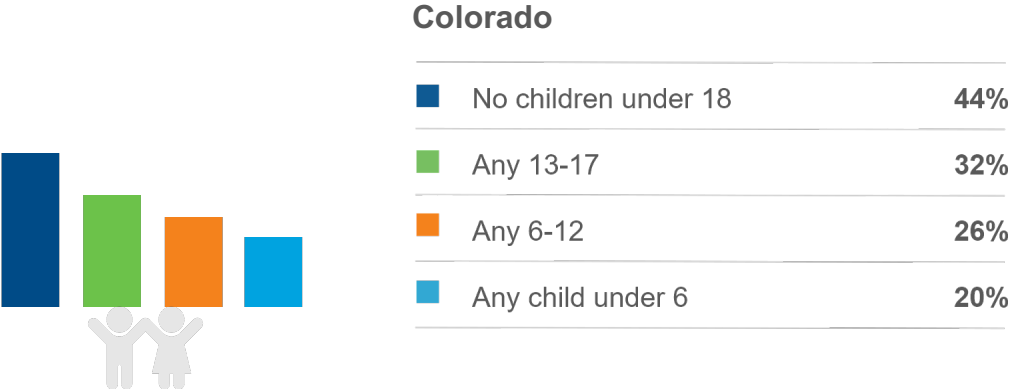 Colorado
No children under 18 44%
Any 13-17 32%
Any 6-12 26%
Any child under 6 20%